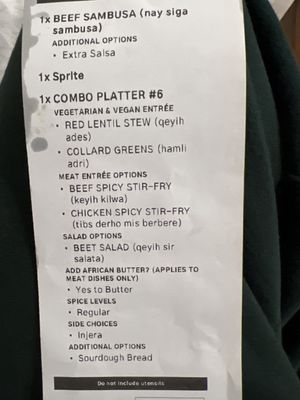 1x BEEF SAMBUSA (nay siga
sambusa)
ADDITIONAL OPTIONS
• Extra Salsa
1x Sprite
1x COMBO PLATTER #6
VEGETARIAN & VEGAN ENTRÉE
• RED LENTIL STEW (qeyih
ades)
• COLLARD GREENS (hamli
adri)
MEAT ENTRÉE OPTIONS
• BEEF SPICY STIR-FRY
(keyih kilwa)
• CHICKEN SPICY STIR-FRY
(tibs derho mis berbere)
SALAD OPTIONS
• BEET SALAD (qeyih sir
salata)
ADD AFRICAN BUTTER? (APPLIES TO
MEAT DISHES ONLY)
• Yes to Butter
SPICE LEVELS
• Regular
SIDE CHOICES
• Injera
ADDITIONAL OPTIONS
• Sourdough Bread
Do not include utensils